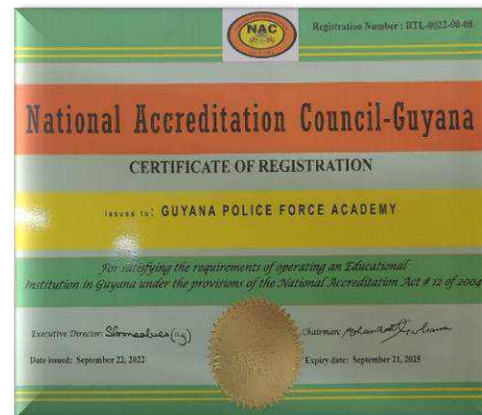 NAC
Registration Number : RTL-0022-00-08
National Accreditation Council-Guyana
CERTIFICATE OF REGISTRATION
issued to: GUYANA POLICE FORCE ACADEMY
For satisfying the requirements of operating an Educational
Institution in Guyana under the provisions of the National Accreditation Act # 12 of 2004
Executive Director: (ag)
Chairman:
Date issued: September 22, 2022
Expiry date: September 21, 2025